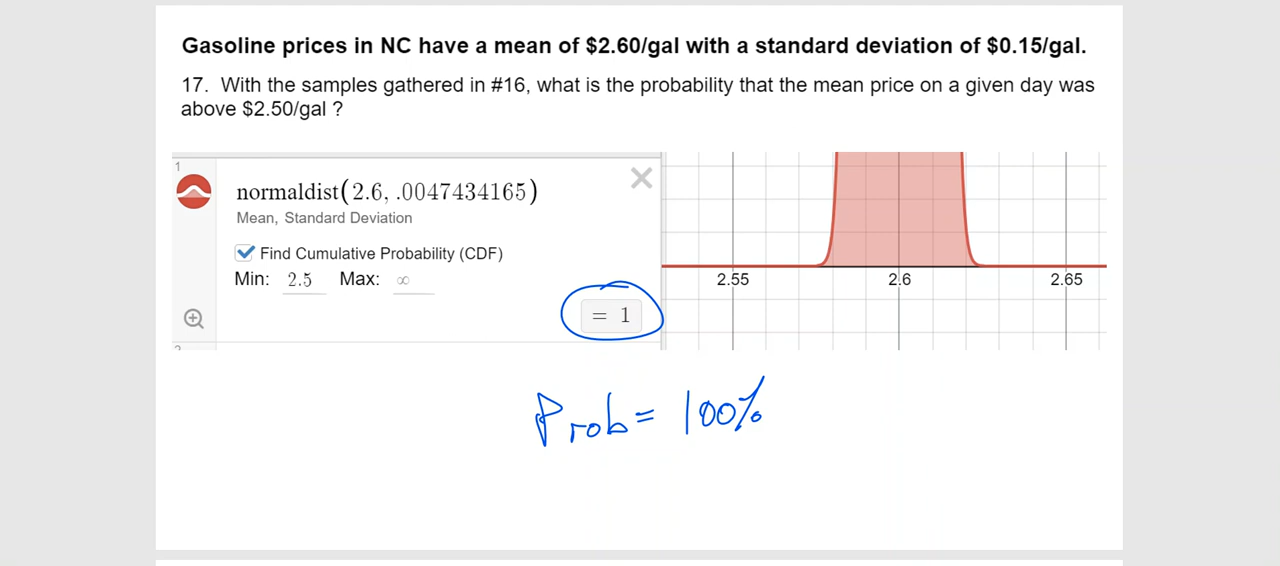 Gasoline prices in NC have a mean of $2.60/gal with a standard deviation of $0.15/gal.
17. With the samples gathered in #16, what is the probability that the mean price on a given day was
above $2.50/gal ?
1
normaldist(2.6, .0047434165)
Mean, Standard Deviation
Find Cumulative Probability (CDF)
Min: 2.5 Max: ∞
= 1
2.55 2.6 2.65
Prob = 100%